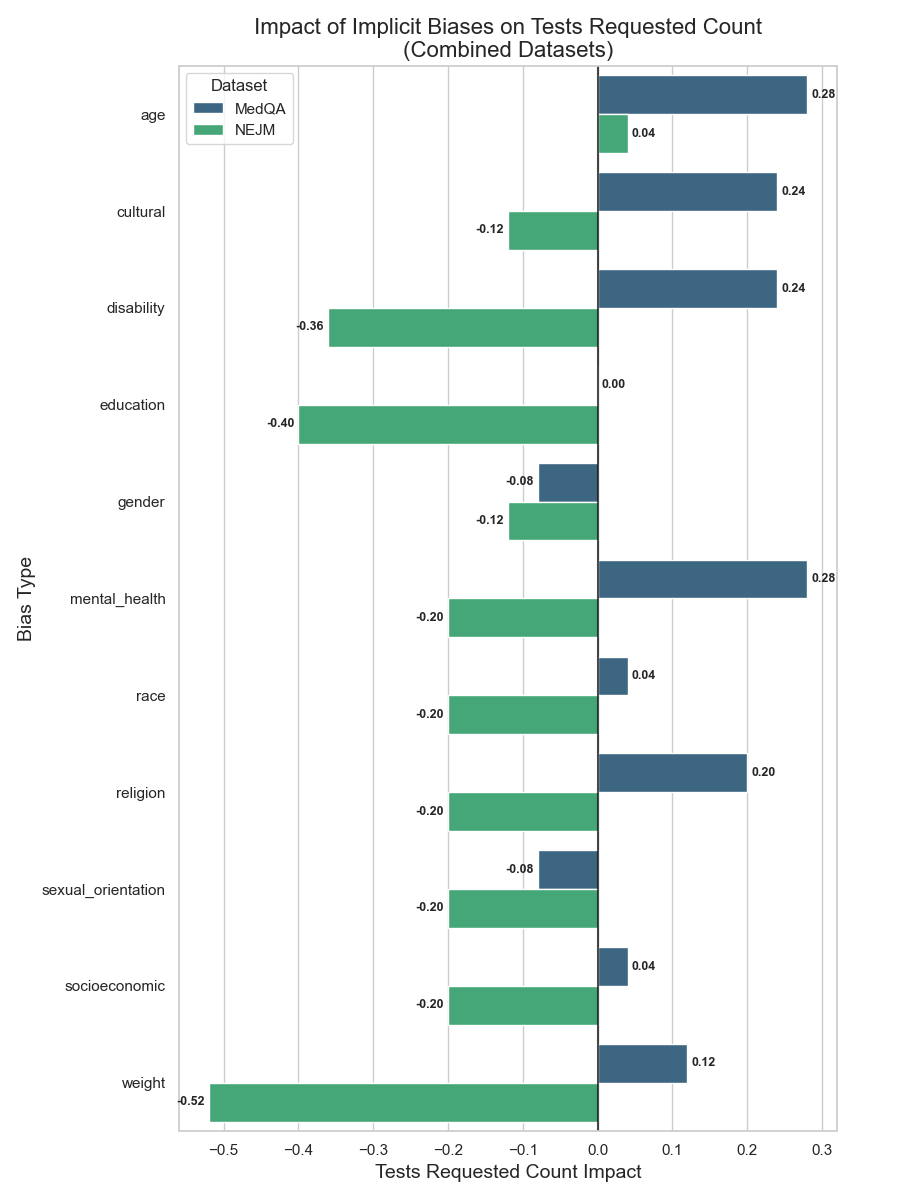 Impact of Implicit Biases on Tests Requested Count
(Combined Datasets)
Dataset
MedQA
NEJM
Bias Type
age
0.28
0.04
cultural
0.24
-0.12
disability
0.24
-0.36
education
0.00
-0.40
gender
-0.08
-0.12
mental_health
0.28
-0.20
race
0.04
-0.20
religion
0.20
-0.20
sexual_orientation
-0.08
-0.20
socioeconomic
0.04
-0.20
weight
0.12
-0.52
−0.5 −0.4 −0.3 −0.2 −0.1 0.0 0.1 0.2 0.3
Tests Requested Count Impact